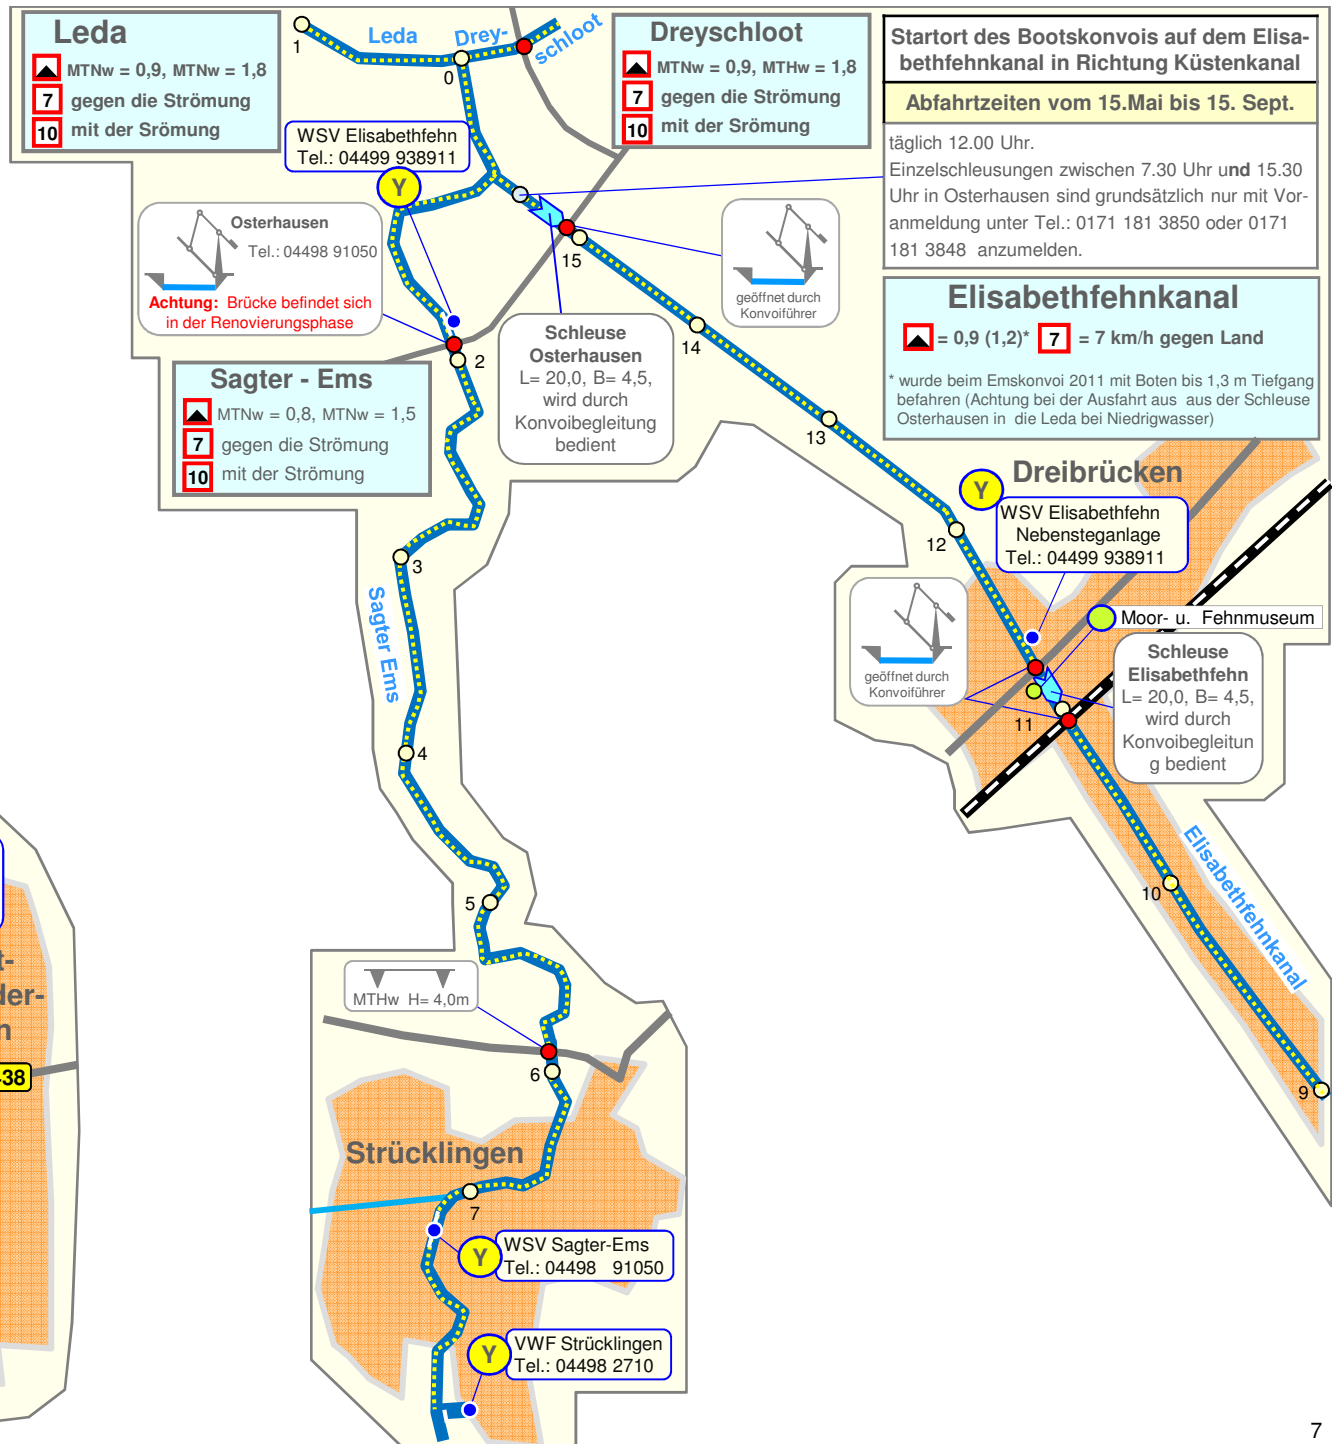 Leda
MTNw = 0,9, MTNw = 1,8
7 gegen die Strömung
10 mit der Srömung
1
Leda
Drey-
schloot
0
Dreyschloot
MTNw = 0,9, MTHw = 1,8
7 gegen die Strömung
10 mit der Srömung
Startort des Bootskonvois auf dem Elisa-
bethfehnkanal in Richtung Küstenkanal
Abfahrtzeiten vom 15.Mai bis 15. Sept.
täglich 12.00 Uhr.
Einzelschleusungen zwischen 7.30 Uhr und 15.30
Uhr in Osterhausen sind grundsätzlich nur mit Vor-
anmeldung unter Tel.: 0171 181 3850 oder 0171
181 3848 anzumelden.
WSV Elisabethfehn
Tel.: 04499 938911
Y
Osterhausen
Tel.: 04498 91050
Achtung: Brücke befindet sich
in der Renovierungsphase
15
geöffnet durch
Konvoiführer
Elisabethfehnkanal
= 0,9 (1,2)* 7 = 7 km/h gegen Land
* wurde beim Emskonvoi 2011 mit Boten bis 1,3 m Tiefgang
befahren (Achtung bei der Ausfahrt aus aus der Schleuse
Osterhausen in die Leda bei Niedrigwasser)
Schleuse
Osterhausen
L= 20,0, B= 4,5,
wird durch
Konvoibegleitung
bedient
14
2
Sagter - Ems
MTNw = 0,8, MTNw = 1,5
7 gegen die Strömung
10 mit der Strömung
13
Dreibrücken
Y
WSV Elisabethfehn
Nebensteganlage
Tel.: 04499 938911
12
3
Sagter Ems
geöffnet durch
Konvoiführer
Moor- u. Fehnmuseum
Schleuse
Elisabethfehn
L= 20,0, B= 4,5,
wird durch
Konvoibegleitun
g bedient
11
4
10
Elisabethfehnkanal
5
t-
der-
n
38
MTHw H= 4,0m
6
9
Strücklingen
7
Y
WSV Sagter-Ems
Tel.: 04498 91050
Y
VWF Strücklingen
Tel.: 04498 2710
7